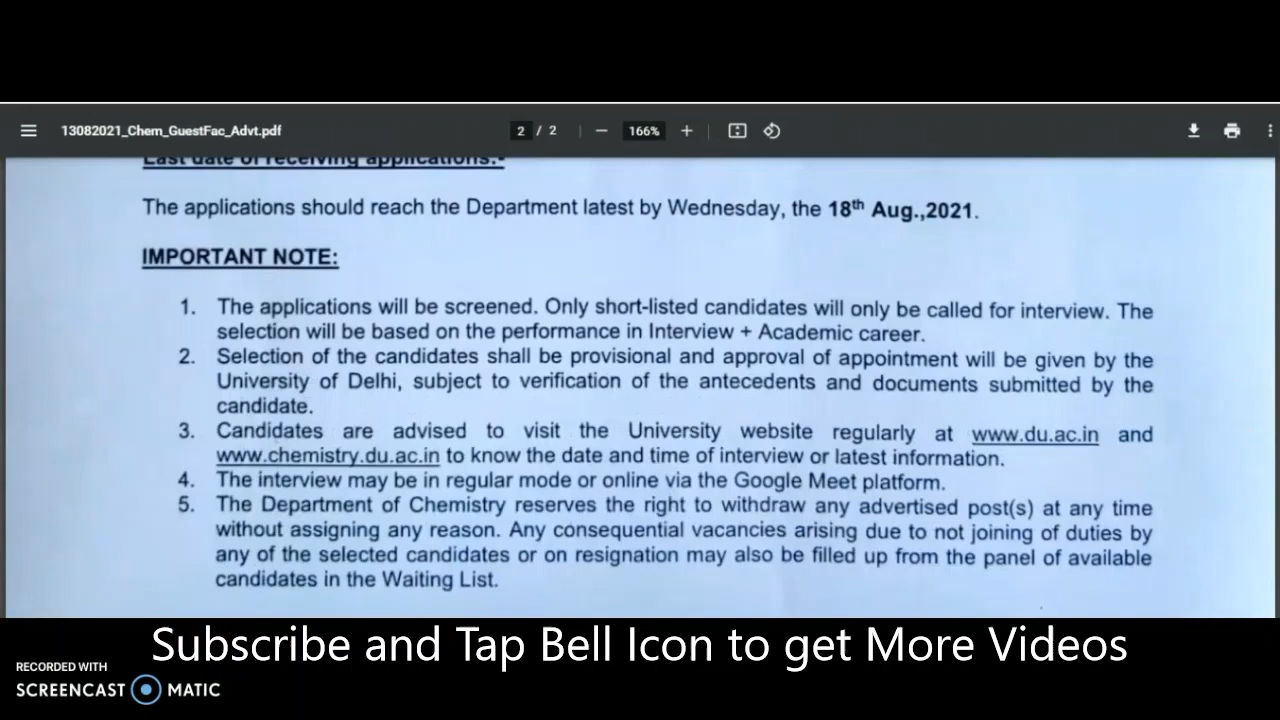 13082021_Chem_GuestFac_Advt.pdf
2 / 2
166%
Last date of receiving applications:-
The applications should reach the Department latest by Wednesday, the 18th Aug.,2021.
IMPORTANT NOTE:
1. The applications will be screened. Only short-listed candidates will only be called for interview. The
selection will be based on the performance in Interview + Academic career.
2. Selection of the candidates shall be provisional and approval of appointment will be given by the
University of Delhi, subject to verification of the antecedents and documents submitted by the
candidate.
3. Candidates are advised to visit the University website regularly at www.du.ac.in and
www.chemistry.du.ac.in to know the date and time of interview or latest information.
4. The interview may be in regular mode or online via the Google Meet platform.
5. The Department of Chemistry reserves the right to withdraw any advertised post(s) at any time
without assigning any reason. Any consequential vacancies arising due to not joining of duties by
any of the selected candidates or on resignation may also be filled up from the panel of available
candidates in the Waiting List.
Subscribe and Tap Bell Icon to get More Videos
RECORDED WITH
SCREENCAST MATIC